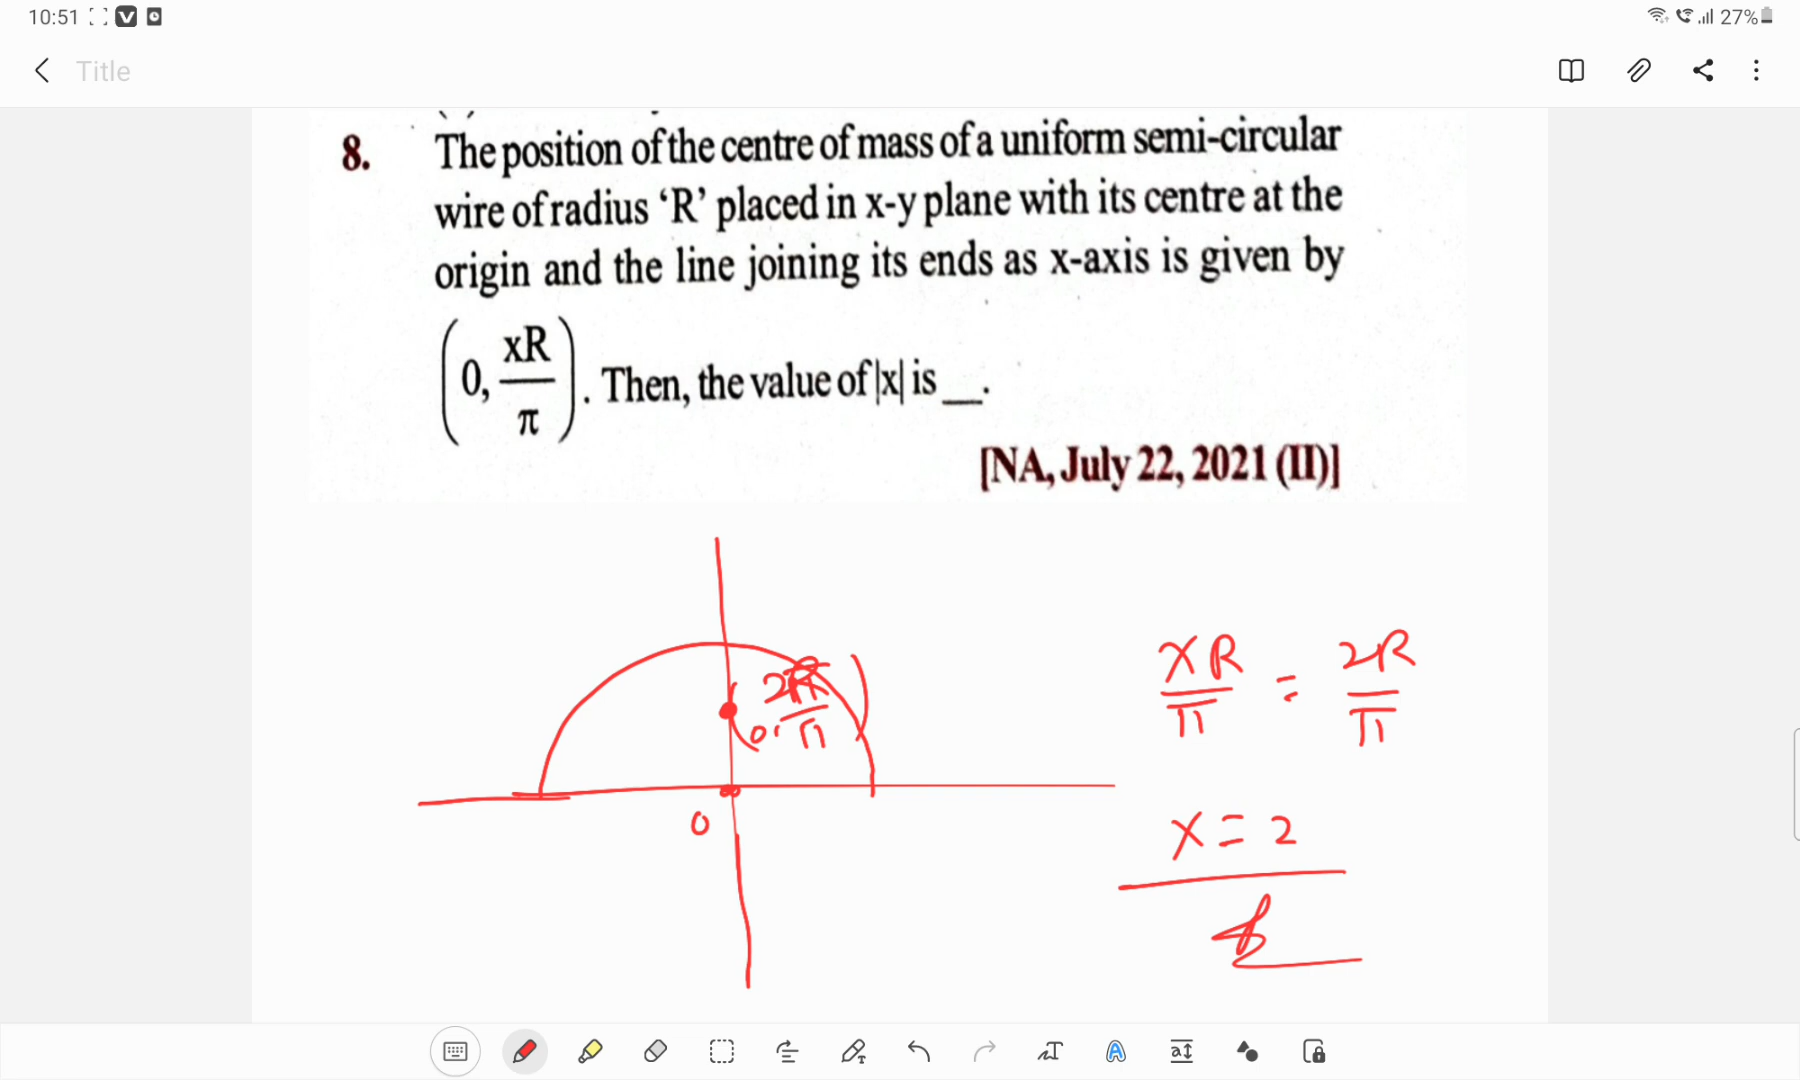 10:51
27%
Title
8. The position of the centre of mass of a uniform semi-circular
wire of radius ‘R’ placed in x-y plane with its centre at the
origin and the line joining its ends as x-axis is given by
(0, xR/π). Then, the value of |x| is __.
[NA, July 22, 2021 (II)]
(0, 2R/π)
0
xR/π = 2R/π
x = 2